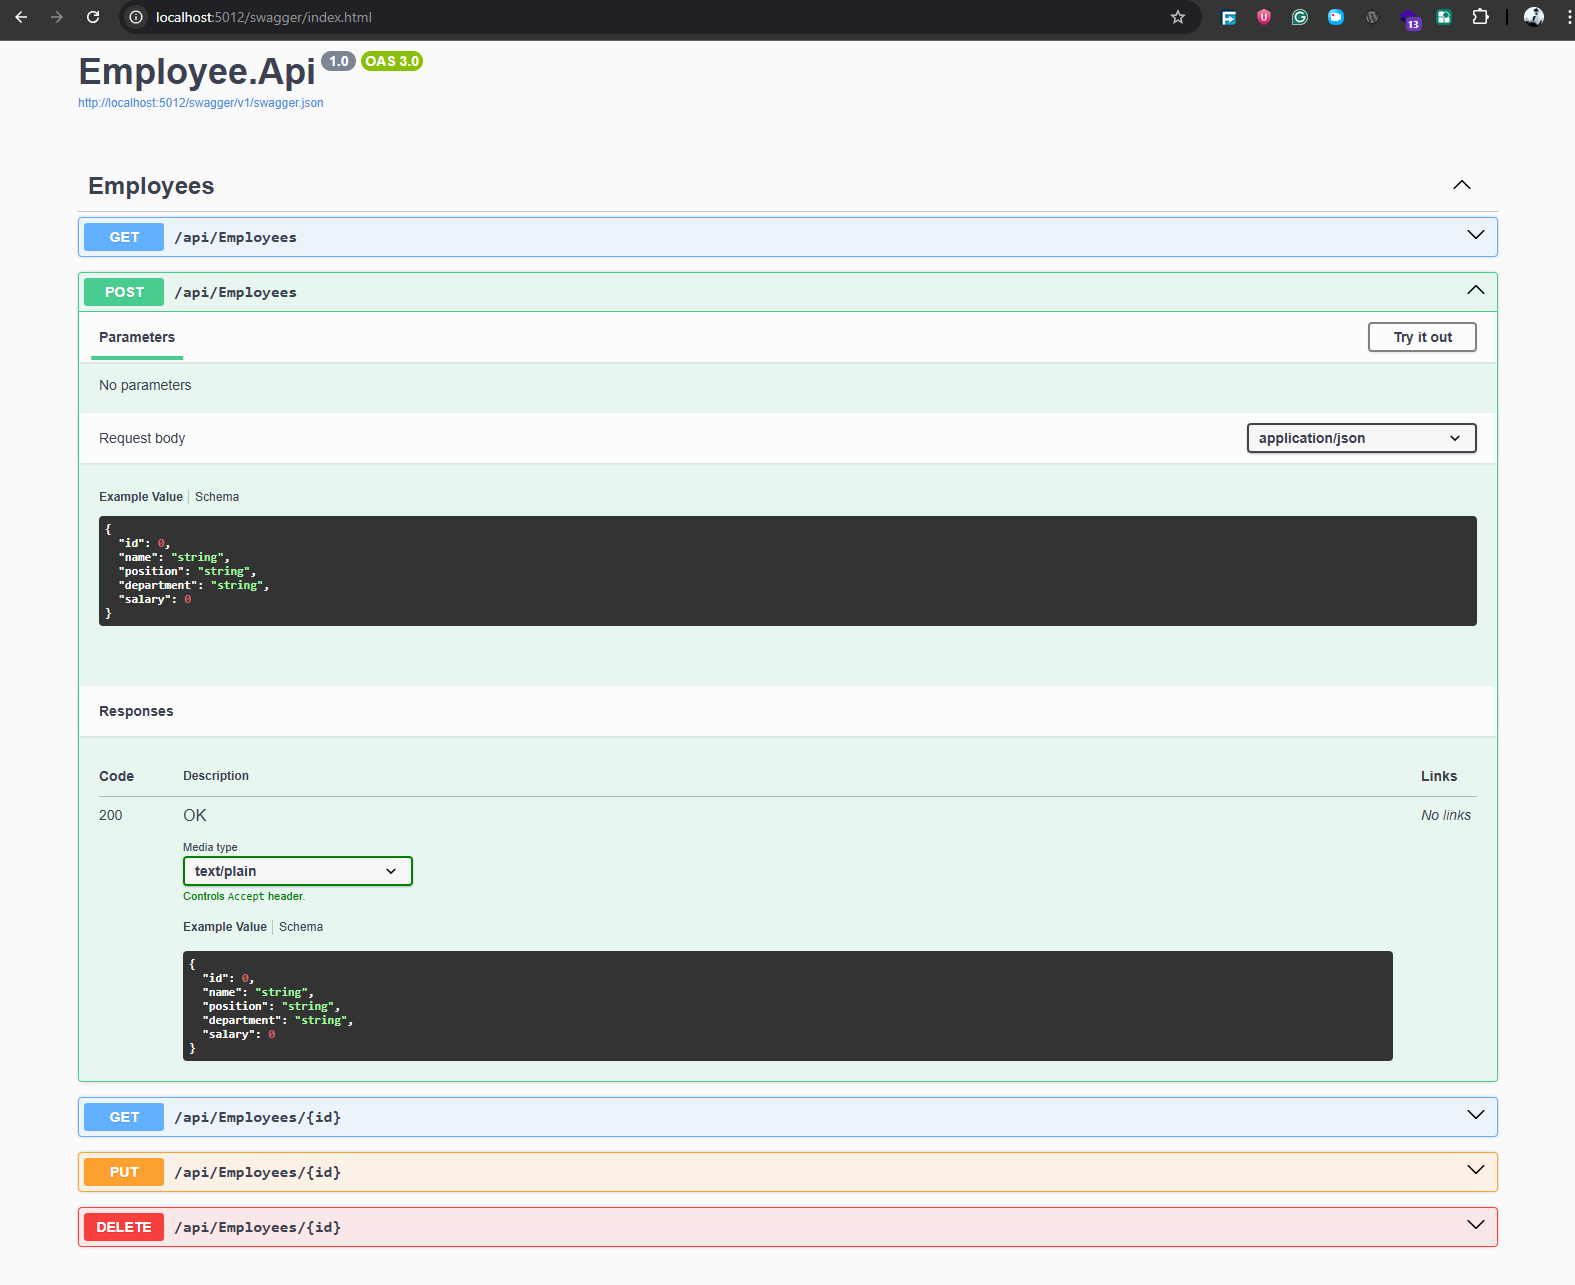 localhost:5012/swagger/index.html
13
Employee.Api 1.0 OAS 3.0
http://localhost:5012/swagger/v1/swagger.json
Employees
GET /api/Employees
POST /api/Employees
Parameters
Try it out
No parameters
Request body
application/json
Example Value | Schema
{
  "id": 0,
  "name": "string",
  "position": "string",
  "department": "string",
  "salary": 0
}
Responses
Code Description Links
200 OK No links
Media type
text/plain
Controls Accept header.
Example Value | Schema
{
  "id": 0,
  "name": "string",
  "position": "string",
  "department": "string",
  "salary": 0
}
GET /api/Employees/{id}
PUT /api/Employees/{id}
DELETE /api/Employees/{id}